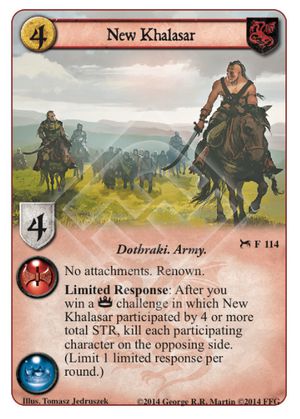 4
New Khalasar
4
Dothraki. Army.
F 114
No attachments. Renown.
Limited Response: After you
win a challenge in which New
Khalasar participated by 4 or more
total STR, kill each participating
character on the opposing side.
(Limit 1 limited response per
round.)
Illus. Tomasz Jedruszek
©2014 George R.R. Martin ©2014 FFG